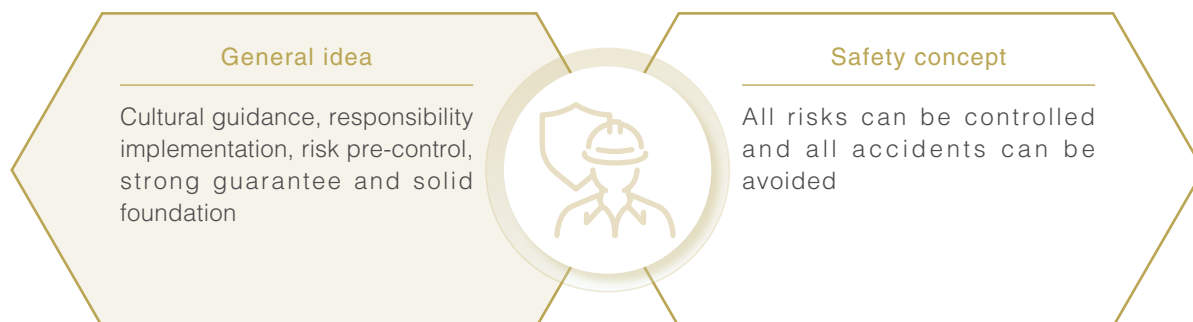 General idea
Cultural guidance, responsibility
implementation, risk pre-control,
strong guarantee and solid
foundation
Safety concept
All risks can be controlled
and all accidents can be
avoided